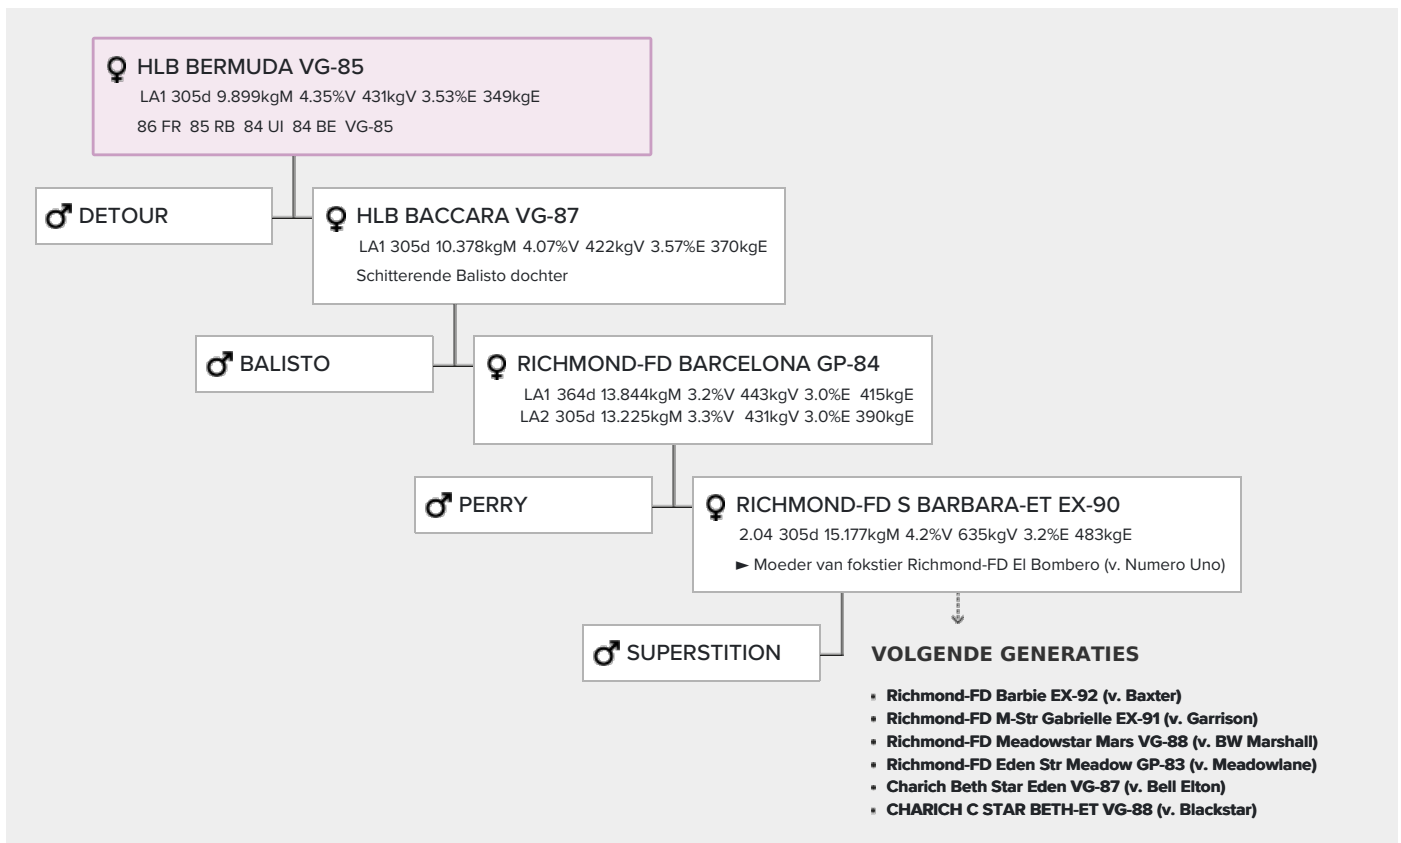 HLB BERMUDA VG-85
LA1 305d 9.899kgM 4.35%V 431kgV 3.53%E 349kgE
86 FR 85 RB 84 UI 84 BE VG-85
DETOUR
HLB BACCARA VG-87
LA1 305d 10.378kgM 4.07%V 422kgV 3.57%E 370kgE
Schitterende Balisto dochter
BALISTO
RICHMOND-FD BARCELONA GP-84
LA1 364d 13.844kgM 3.2%V 443kgV 3.0%E 415kgE
LA2 305d 13.225kgM 3.3%V 431kgV 3.0%E 390kgE
PERRY
RICHMOND-FD S BARBARA-ET EX-90
2.04 305d 15.177kgM 4.2%V 635kgV 3.2%E 483kgE
► Moeder van fokstier Richmond-FD El Bombero (v. Numero Uno)
SUPERSTITION
VOLGENDE GENERATIES
• Richmond-FD Barbie EX-92 (v. Baxter)
• Richmond-FD M-Str Gabrielle EX-91 (v. Garrison)
• Richmond-FD Meadowstar Mars VG-88 (v. BW Marshall)
• Richmond-FD Eden Str Meadow GP-83 (v. Meadowlane)
• Charich Beth Star Eden VG-87 (v. Bell Elton)
• CHARICH C STAR BETH-ET VG-88 (v. Blackstar)